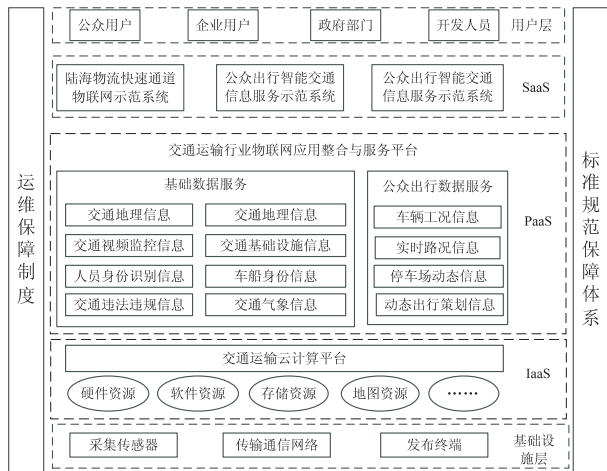 公众用户
企业用户
政府部门
开发人员
用户层
陆海物流快速通道
物联网示范系统
公众出行智能交通
信息服务示范系统
公众出行智能交通
信息服务示范系统
SaaS
交通运输行业物联网应用整合与服务平台
基础数据服务
交通地理信息
交通地理信息
交通视频监控信息
交通基础设施信息
人员身份识别信息
车船身份信息
交通违法违规信息
交通气象信息
公众出行数据服务
车辆工况信息
实时路况信息
停车场动态信息
动态出行策划信息
PaaS
交通运输云计算平台
硬件资源
软件资源
存储资源
地图资源
……
IaaS
采集传感器
传输通信网络
发布终端
基础设
施层
运维保障制度
标准规范保障体系